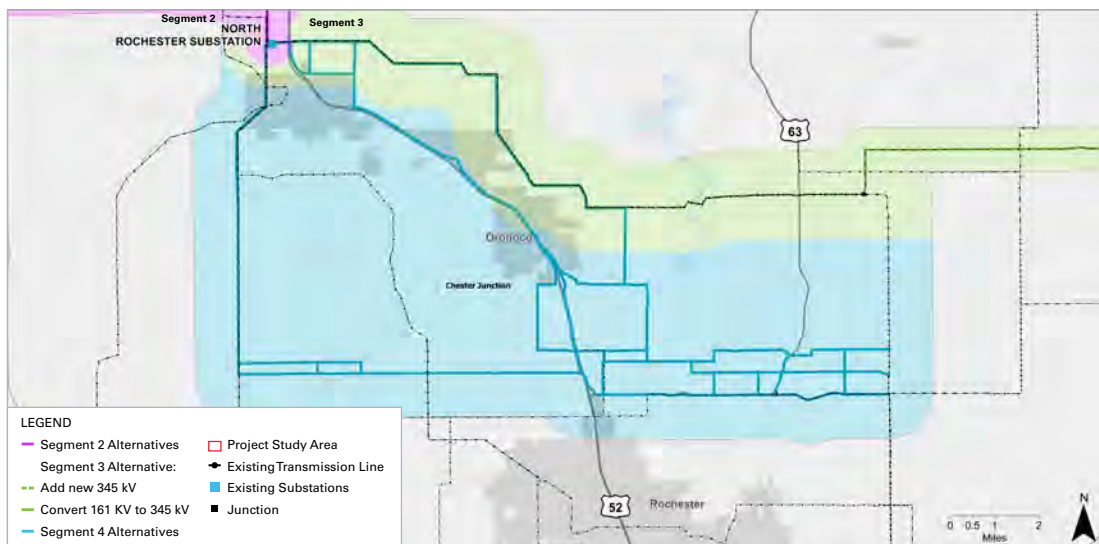 Segment 2
Segment 3
NORTH
ROCHESTER SUBSTATION
63
Oronoco
Chester Junction
LEGEND
Segment 2 Alternatives
Segment 3 Alternative:
Add new 345 kV
Convert 161 KV to 345 kV
Segment 4 Alternatives
Project Study Area
Existing Transmission Line
Existing Substations
Junction
52
Rochester
N
0 0.5 1 2
Miles